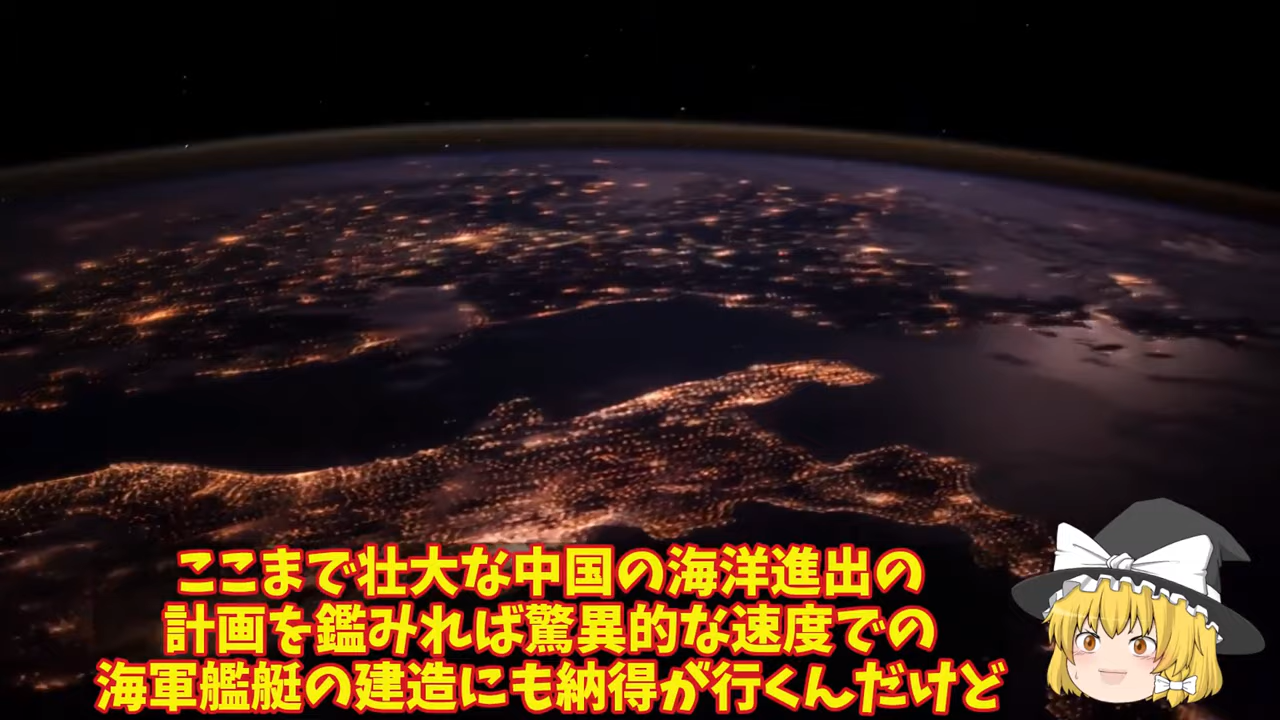 ここまで壮大な中国の海洋進出の
計画を鑑みれば驚異的な速度での
海軍艦艇の建造にも納得が行くんだけど